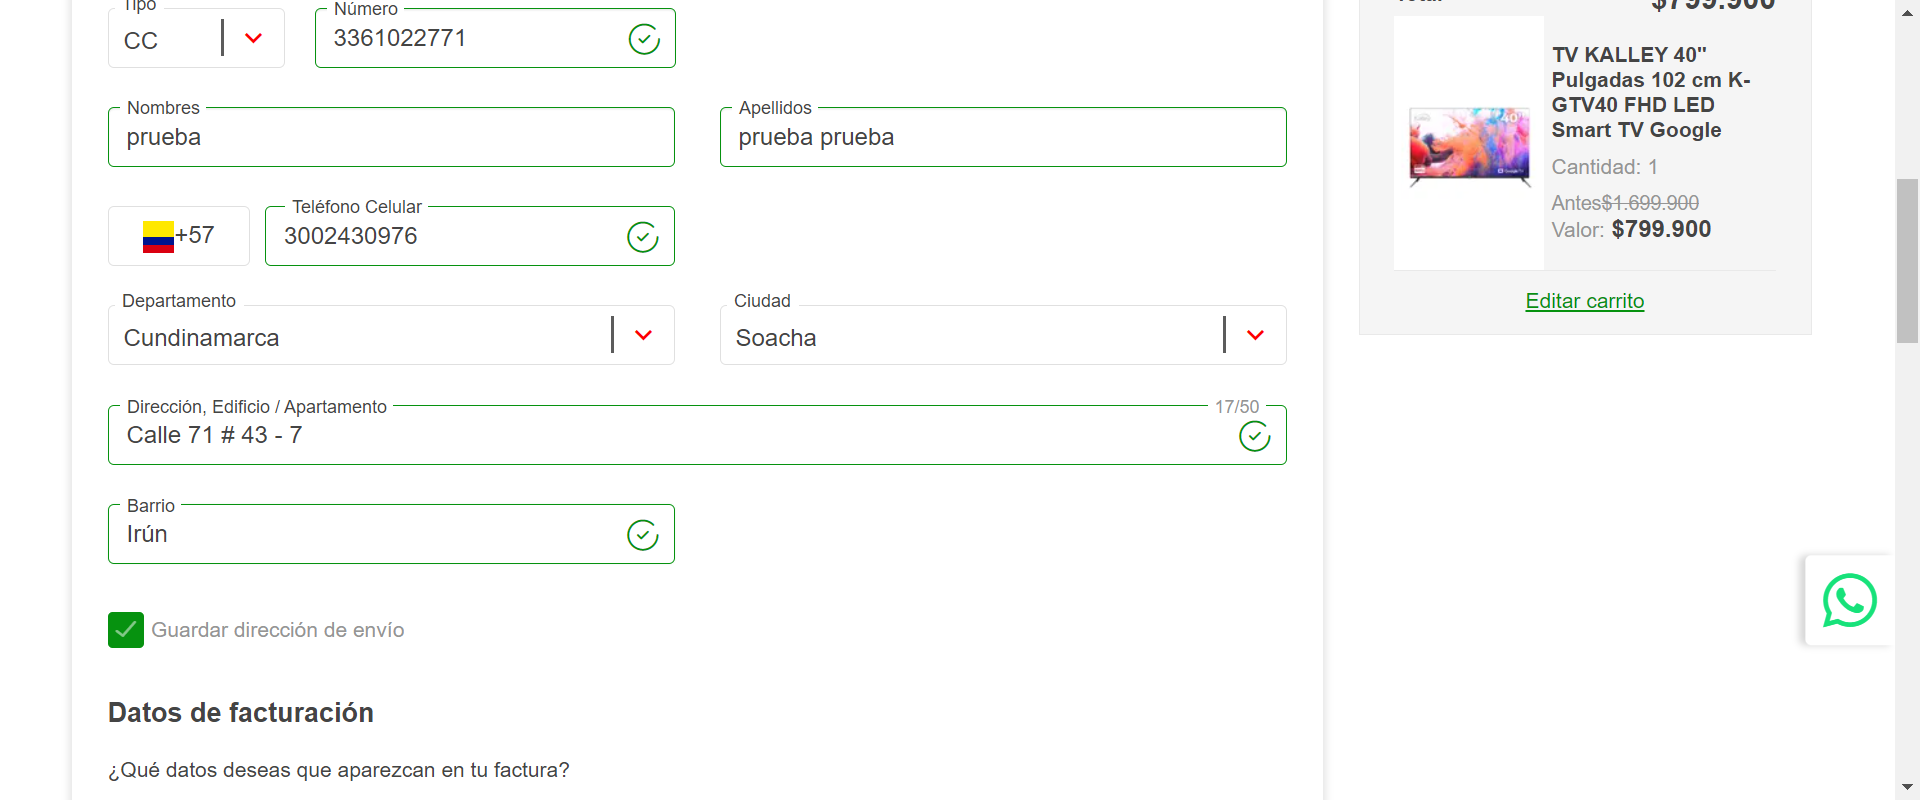 Tipo
CC
Número
3361022771
Nombres
prueba
Apellidos
prueba prueba
+57
Teléfono Celular
3002430976
Departamento
Cundinamarca
Ciudad
Soacha
Dirección, Edificio / Apartamento
17/50
Calle 71 # 43 - 7
Barrio
Irún
Guardar dirección de envío
Datos de facturación
¿Qué datos deseas que aparezcan en tu factura?
Total
$799.900
TV KALLEY 40"
Pulgadas 102 cm K-
GTV40 FHD LED
Smart TV Google
Cantidad: 1
Antes$1.699.900
Valor: $799.900
Editar carrito